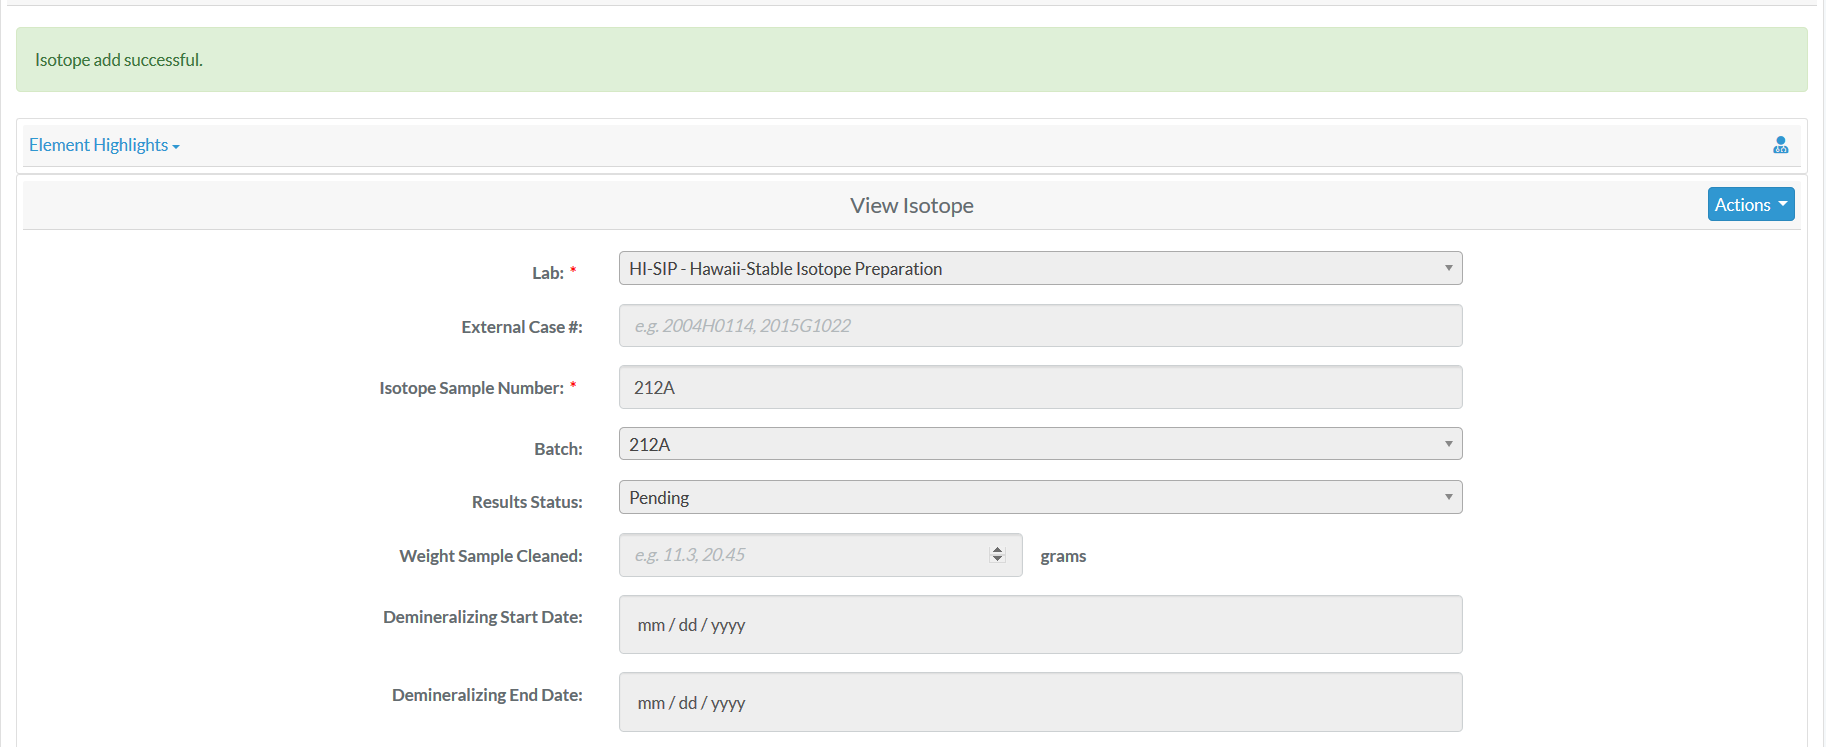 Isotope add successful.
Element Highlights
View Isotope
Actions
Lab: *
HI-SIP - Hawaii-Stable Isotope Preparation
External Case #:
e.g. 2004H0114, 2015G1022
Isotope Sample Number: *
212A
Batch:
212A
Results Status:
Pending
Weight Sample Cleaned:
e.g. 11.3, 20.45
grams
Demineralizing Start Date:
mm / dd / yyyy
Demineralizing End Date:
mm / dd / yyyy